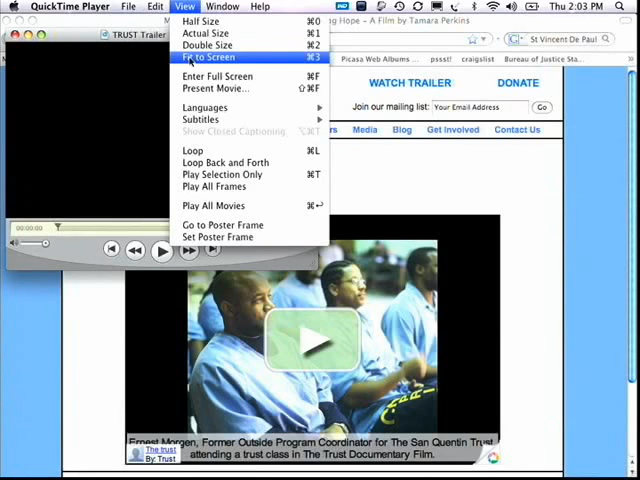 QuickTime Player File Edit View Window Help Thu 2:03 PM
TRUST Trailer
ing Hope - A Film by Tamara Perkins
St Vincent De Paul
Picasa Web Albums ... pssst! craigslist Bureau of Justice Sta...
Half Size ⌘0
Actual Size ⌘1
Double Size ⌘2
Fit to Screen ⌘3
Enter Full Screen ⌘F
Present Movie... ⇧⌘F
Languages
Subtitles
Show Closed Captioning ⌥⌘T
Loop ⌘L
Loop Back and Forth
Play Selection Only ⌘T
Play All Frames
Play All Movies ⌘↩
Go to Poster Frame
Set Poster Frame
00:00:00
WATCH TRAILER DONATE
Join our mailing list: Your Email Address Go
rs Media Blog Get Involved Contact Us
Ernest Morgen, Former Outside Program Coordinator for The San Quentin Trust
attending a trust class in The Trust Documentary Film.
The trust
By: Trust